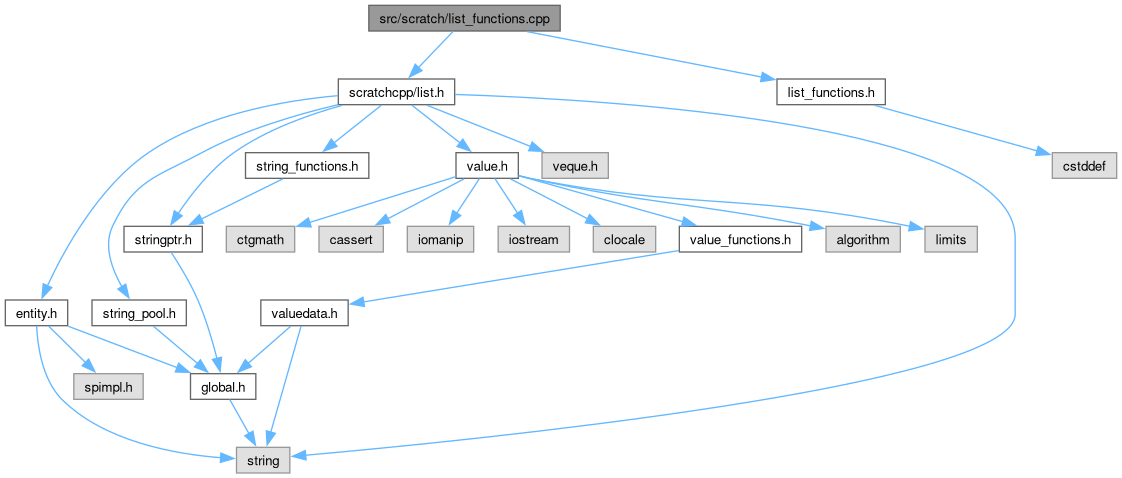 src/scratch/list_functions.cpp
scratchcpp/list.h
list_functions.h
string_functions.h
value.h
veque.h
cstddef
stringptr.h
ctgmath
cassert
iomanip
iostream
clocale
value_functions.h
algorithm
limits
entity.h
string_pool.h
valuedata.h
spimpl.h
global.h
string